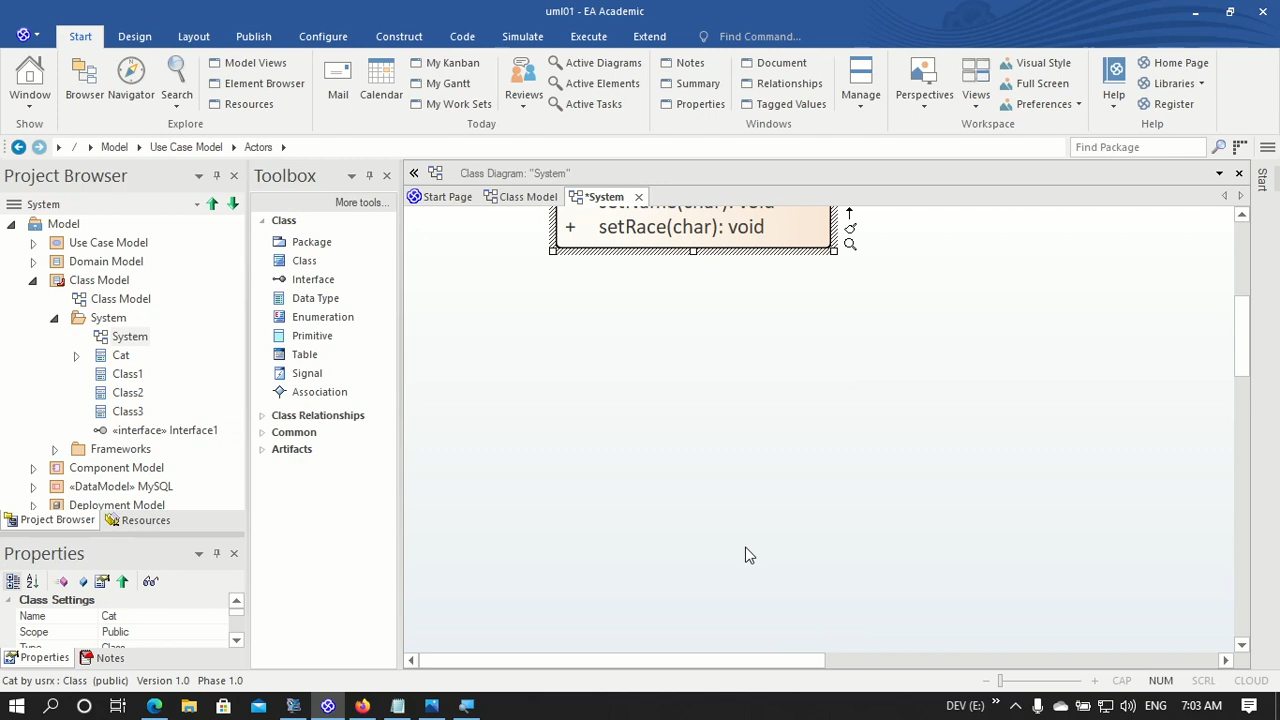 uml01 - EA Academic
Start Design Layout Publish Configure Construct Code Simulate Execute Extend Find Command...
Model Views My Kanban Active Diagrams Notes Document Visual Style Home Page
Element Browser My Gantt Active Elements Summary Relationships Full Screen Libraries
Window Browser Navigator Search Mail Calendar Reviews Manage Perspectives Views Help
Resources My Work Sets Active Tasks Properties Tagged Values Preferences Register
Show Explore Today Windows Workspace Help
/ Model Use Case Model Actors Find Package
Project Browser
System
Model
Use Case Model
Domain Model
Class Model
Class Model
System
System
Cat
Class1
Class2
Class3
«interface» Interface1
Frameworks
Component Model
«DataModel» MySQL
Deployment Model
Project Browser Resources
Properties
Class Settings
Name Cat
Scope Public
Type Class
Properties Notes
Toolbox
More tools...
Class
Package
Class
Interface
Data Type
Enumeration
Primitive
Table
Signal
Association
Class Relationships
Common
Artifacts
Class Diagram: "System"
Start Page Class Model *System
setName(char): void
+ setRace(char): void
Start
Cat by usrx : Class (public) Version 1.0 Phase 1.0 CAP NUM SCRL CLOUD
DEV (E:) ENG 7:03 AM